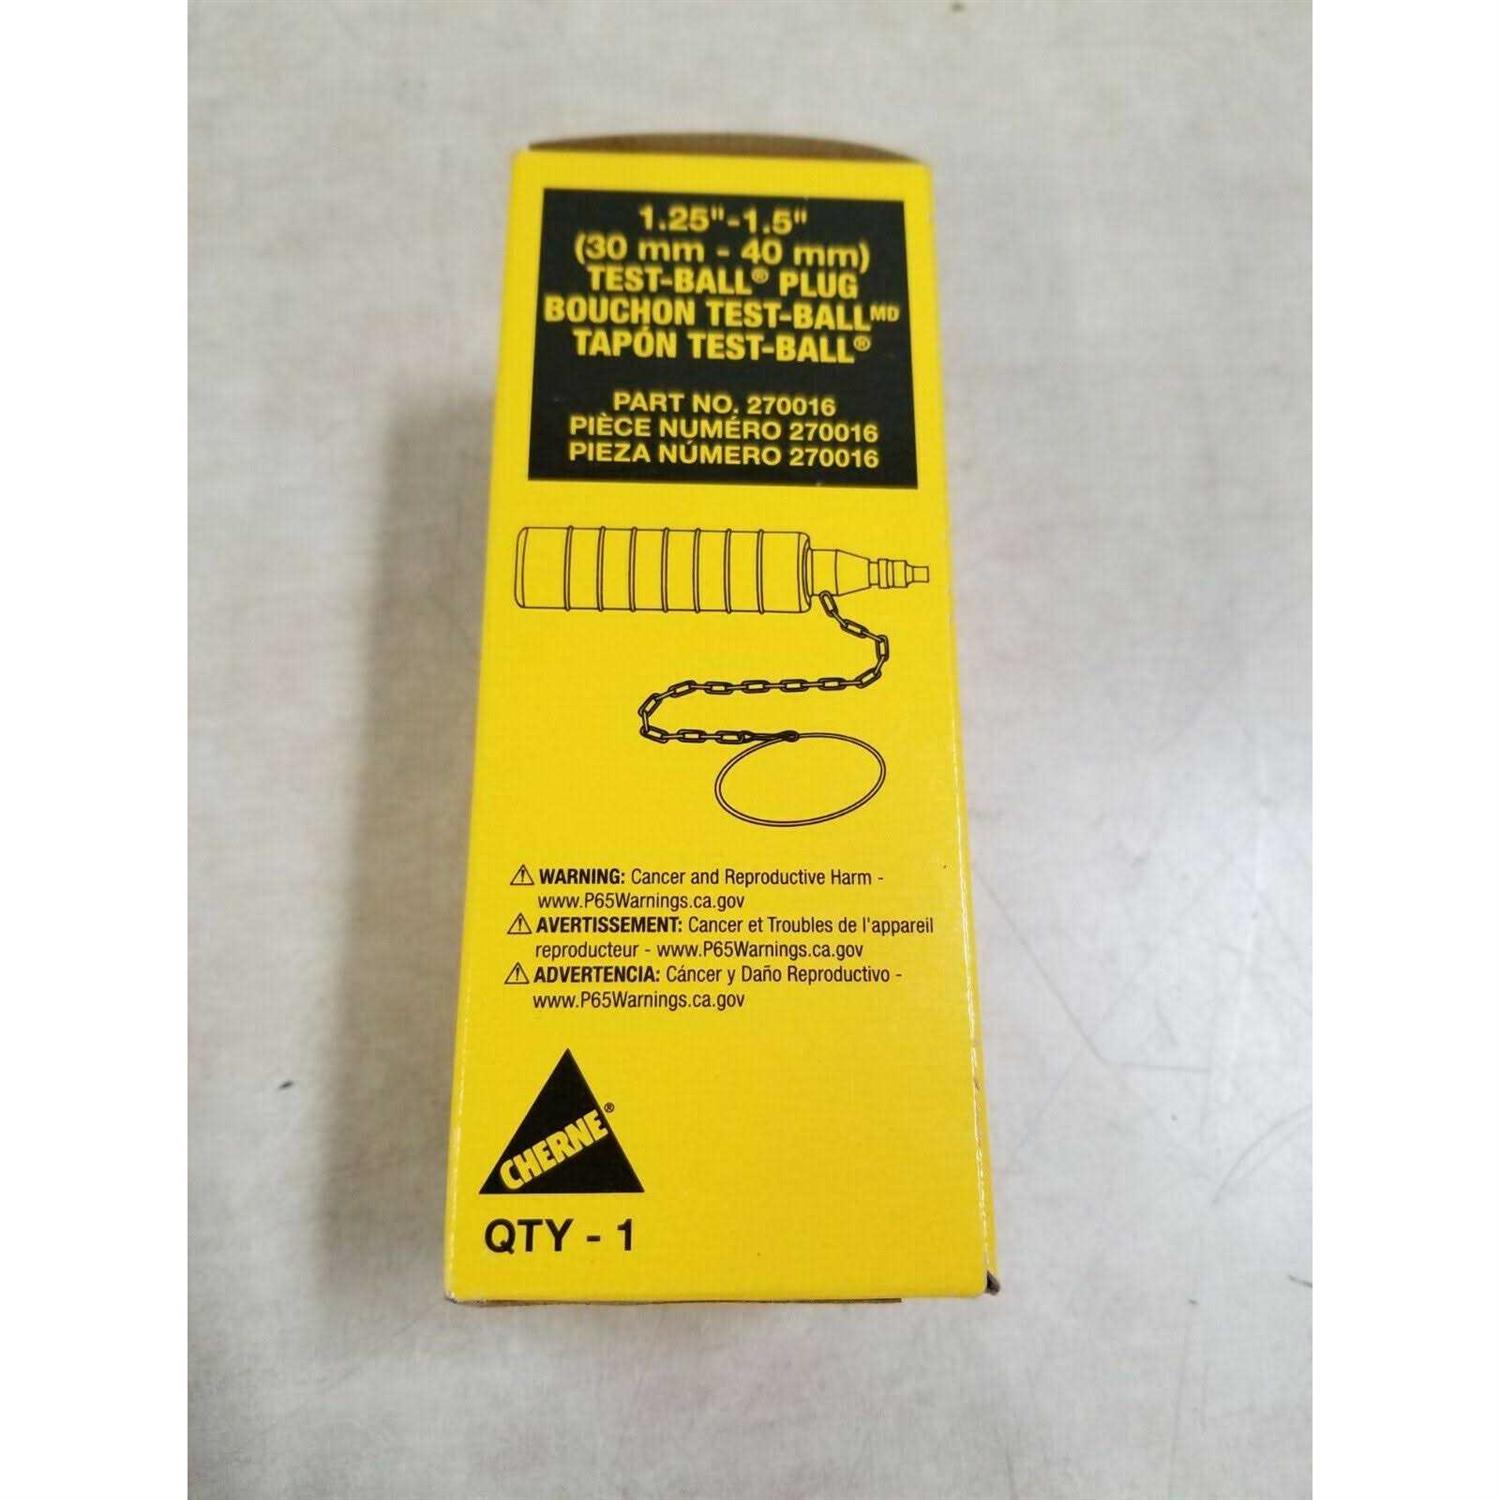 1.25"-1.5"
(30 mm - 40 mm)
TEST-BALL® PLUG
BOUCHON TEST-BALLMD
TAPÓN TEST-BALL®
PART NO. 270016
PIÈCE NUMÉRO 270016
PIEZA NÚMERO 270016
⚠ WARNING: Cancer and Reproductive Harm -
www.P65Warnings.ca.gov
⚠ AVERTISSEMENT: Cancer et Troubles de l'appareil
reproducteur - www.P65Warnings.ca.gov
⚠ ADVERTENCIA: Cáncer y Daño Reproductivo -
www.P65Warnings.ca.gov
CHERNE®
QTY - 1